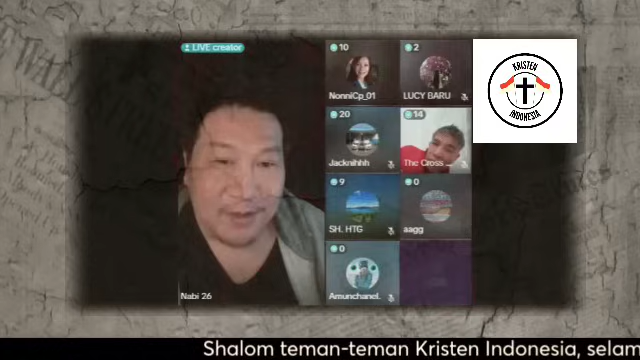 LIVE creator
10
2
NonniCp_01
LUCY BARU
20
14
Jacknihhh
The Cross ...
9
0
SH. HTG
aagg
0
Nabi 26
Amunchanel.
KRISTEN
INDONESIA
Shalom teman-teman Kristen Indonesia, selam